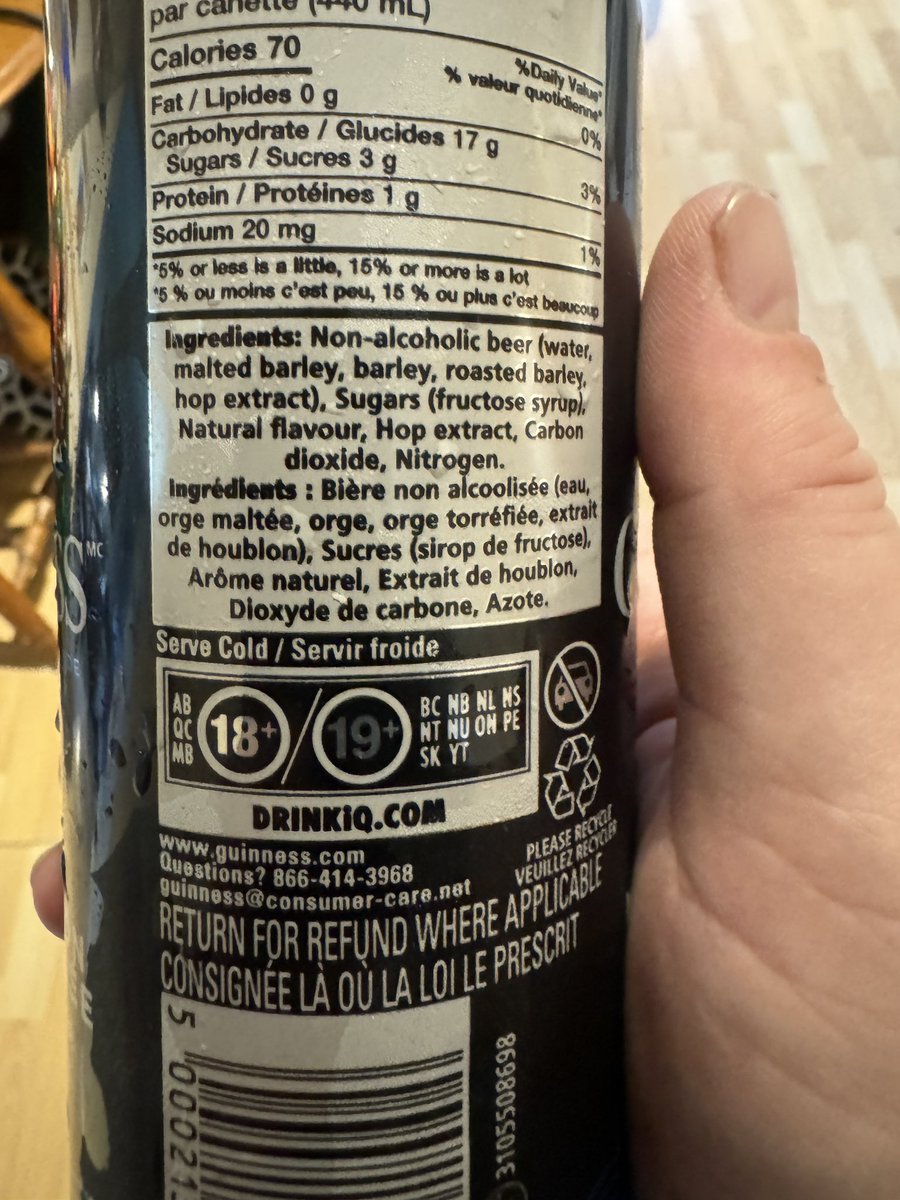 par canette (440 mL)
Calories 70
% Daily Value*
% valeur quotidienne*
Fat / Lipides 0 g
0%
Carbohydrate / Glucides 17 g
Sugars / Sucres 3 g
3%
Protein / Protéines 1 g
Sodium 20 mg
1%
*5% or less is a little, 15% or more is a lot
*5 % ou moins c'est peu, 15 % ou plus c'est beaucoup
Ingredients: Non-alcoholic beer (water,
malted barley, barley, roasted barley,
hop extract), Sugars (fructose syrup),
Natural flavour, Hop extract, Carbon
dioxide, Nitrogen.
Ingrédients : Bière non alcoolisée (eau,
orge maltée, orge, orge torréfiée, extrait
de houblon), Sucres (sirop de fructose),
Arôme naturel, Extrait de houblon,
Dioxyde de carbone, Azote.
MC
Serve Cold / Servir froide
AB
QC
MB
18+ / 19+
BC NB NL NS
NT NU ON PE
SK YT
DRINKiQ.COM
www.guinness.com
Questions? 866-414-3968
guinness@consumer-care.net
PLEASE RECYCLE
VEUILLEZ RECYCLER
RETURN FOR REFUND WHERE APPLICABLE
CONSIGNÉE LÀ OÙ LA LOI LE PRESCRIT
3105508698